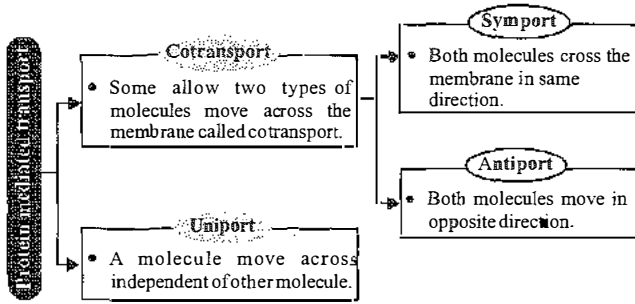 Protein mediated transport
Cotransport
• Some allow two types of
molecules move across the
membrane called cotransport.
Uniport
• A molecule move across
independent of other molecule.
Symport
• Both molecules cross the
membrane in same
direction.
Antiport
• Both molecules move in
opposite direction.